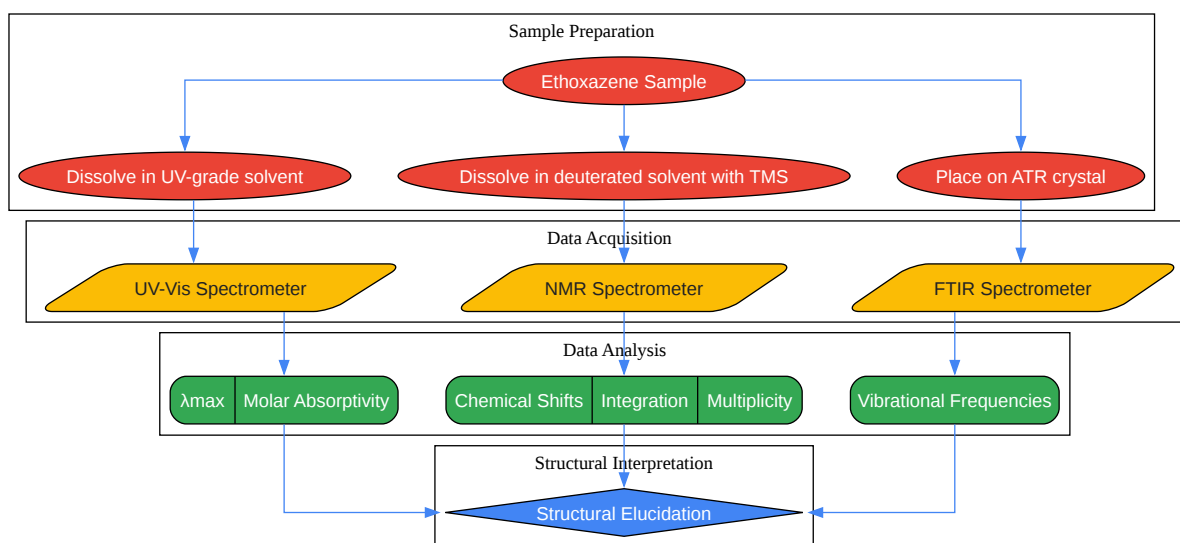 Sample Preparation
Ethoxazene Sample
Dissolve in UV-grade solvent
Dissolve in deuterated solvent with TMS
Place on ATR crystal
Data Acquisition
UV-Vis Spectrometer
NMR Spectrometer
FTIR Spectrometer
Data Analysis
λmax
Molar Absorptivity
Chemical Shifts
Integration
Multiplicity
Vibrational Frequencies
Structural Interpretation
Structural Elucidation